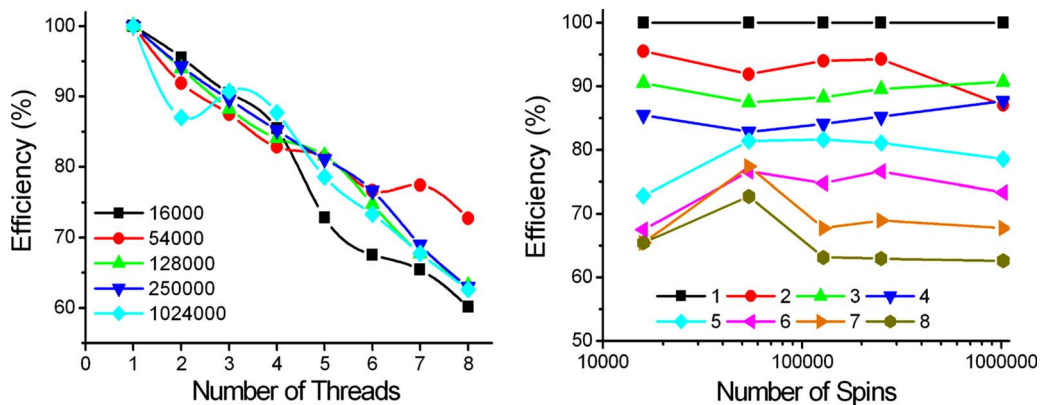 100
90
80
70
60
Efficiency (%)
16000
54000
128000
250000
1024000
0 1 2 3 4 5 6 7 8
Number of Threads
100
90
80
70
60
50
Efficiency (%)
1 2 3 4
5 6 7 8
10000 100000 1000000
Number of Spins